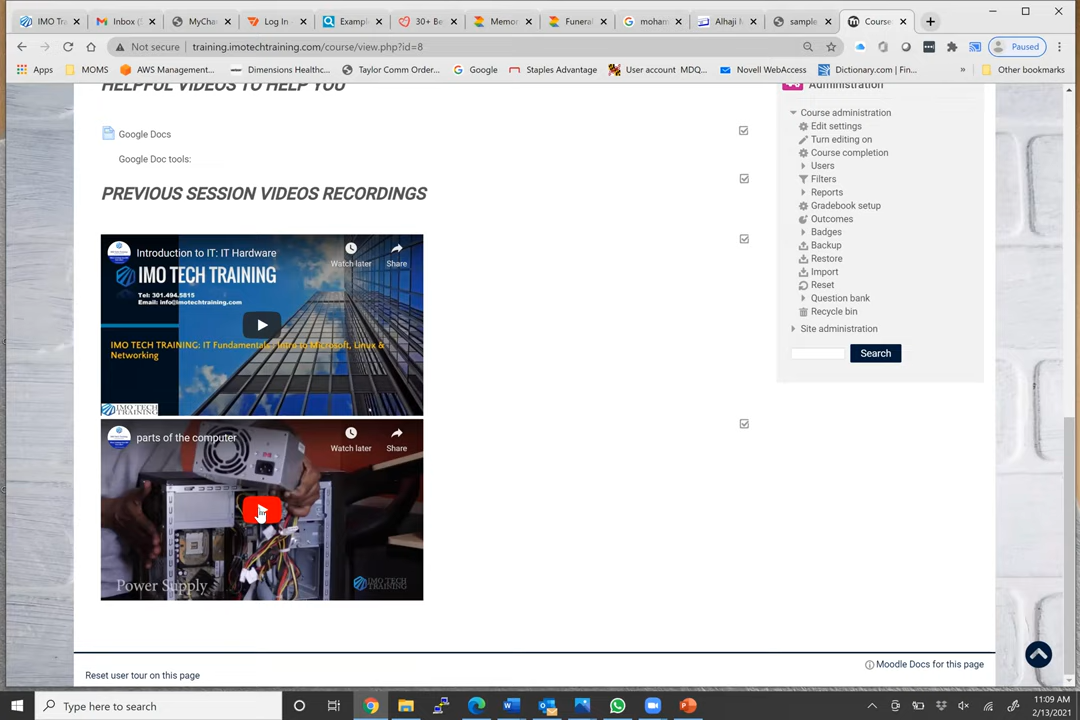 IMO Tra
Inbox (5
MyCha
Log In
Exampl
30+ Be
Memor
Funeral
moham
Alhaji M
sample
Course
Not secure
training.imotechtraining.com/course/view.php?id=8
Paused
Apps
MOMS
AWS Management...
Dimensions Healthc...
Taylor Comm Order...
Google
Staples Advantage
User account MDQ...
Novell WebAccess
Dictionary.com | Fin...
»
Other bookmarks
HELPFUL VIDEOS TO HELP YOU
Google Docs
Google Doc tools:
PREVIOUS SESSION VIDEOS RECORDINGS
Introduction to IT: IT Hardware
Watch later
Share
IMO TECH TRAINING
Tel: 301.494.5815
Email: info@imotechtraining.com
IMO TECH TRAINING: IT Fundamentals: Intro to Microsoft, Linux &
Networking
IMO TECH
TRAINING
parts of the computer
Watch later
Share
Power Supply
IMO TECH
TRAINING
Administration
Course administration
Edit settings
Turn editing on
Course completion
Users
Filters
Reports
Gradebook setup
Outcomes
Badges
Backup
Restore
Import
Reset
Question bank
Recycle bin
Site administration
Search
Moodle Docs for this page
Reset user tour on this page
Type here to search
11:09 AM
2/13/2021